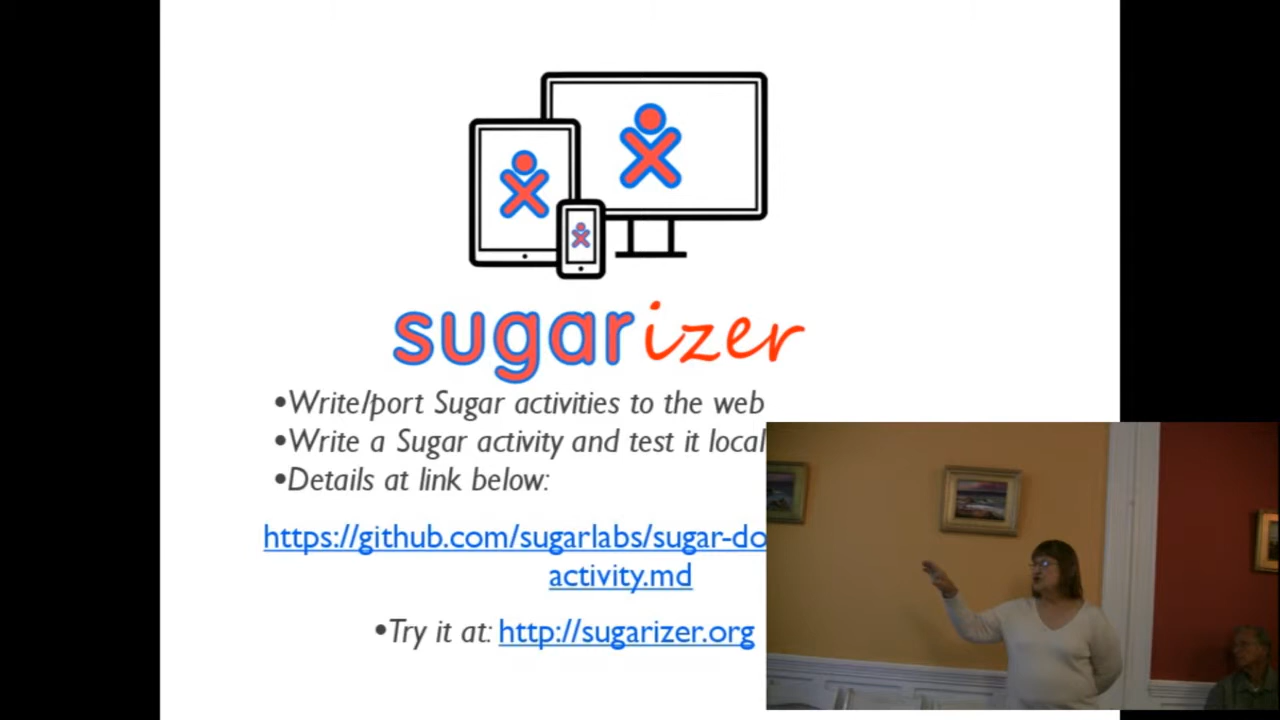 sugarizer
•Write/port Sugar activities to the web
•Write a Sugar activity and test it local
•Details at link below:
https://github.com/sugarlabs/sugar-do
activity.md
•Try it at: http://sugarizer.org